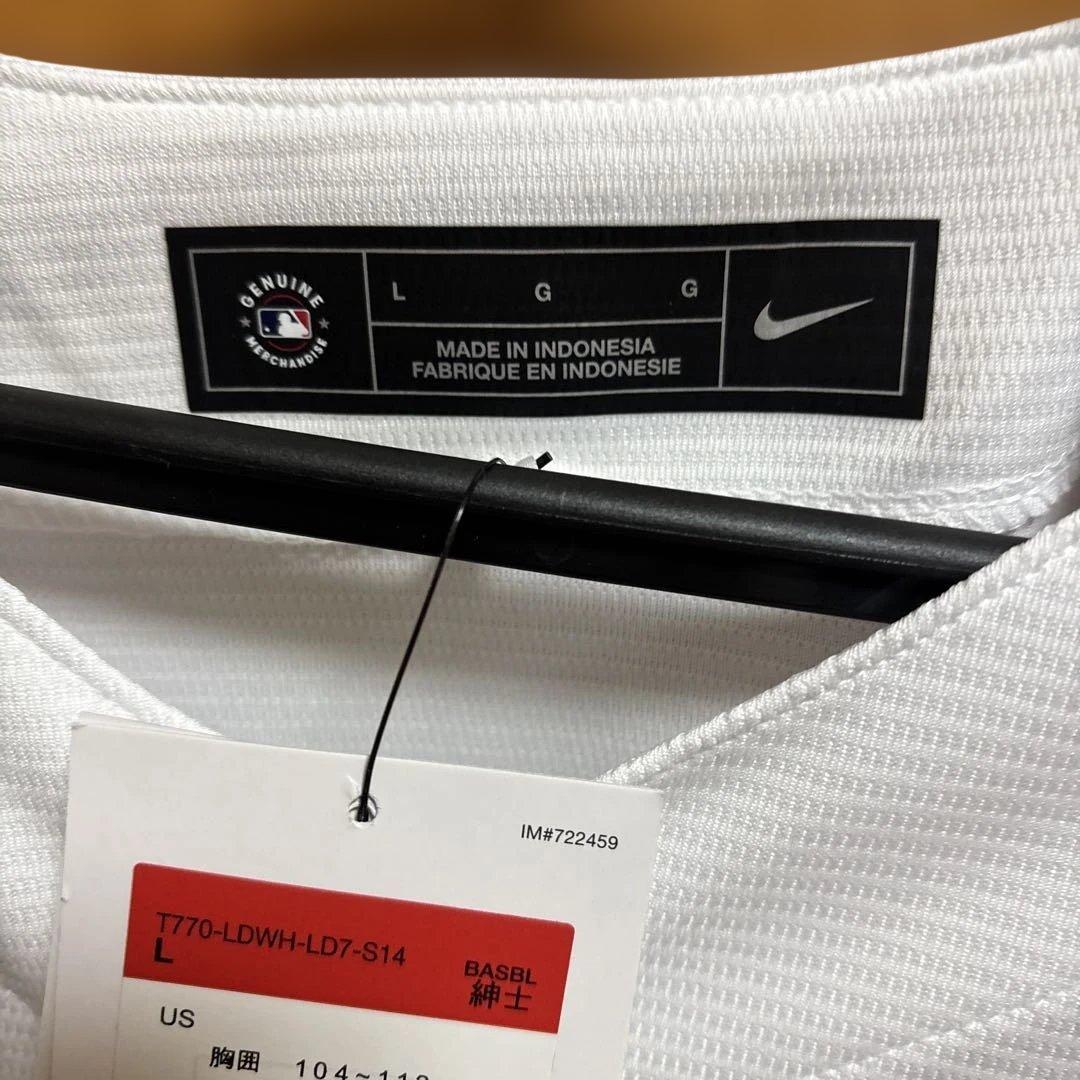 GENUINE
MERCHANDISE
L G G
MADE IN INDONESIA
FABRIQUE EN INDONESIE
IM#722459
T770-LDWH-LD7-S14
L
BASBL
紳士
US
胸囲